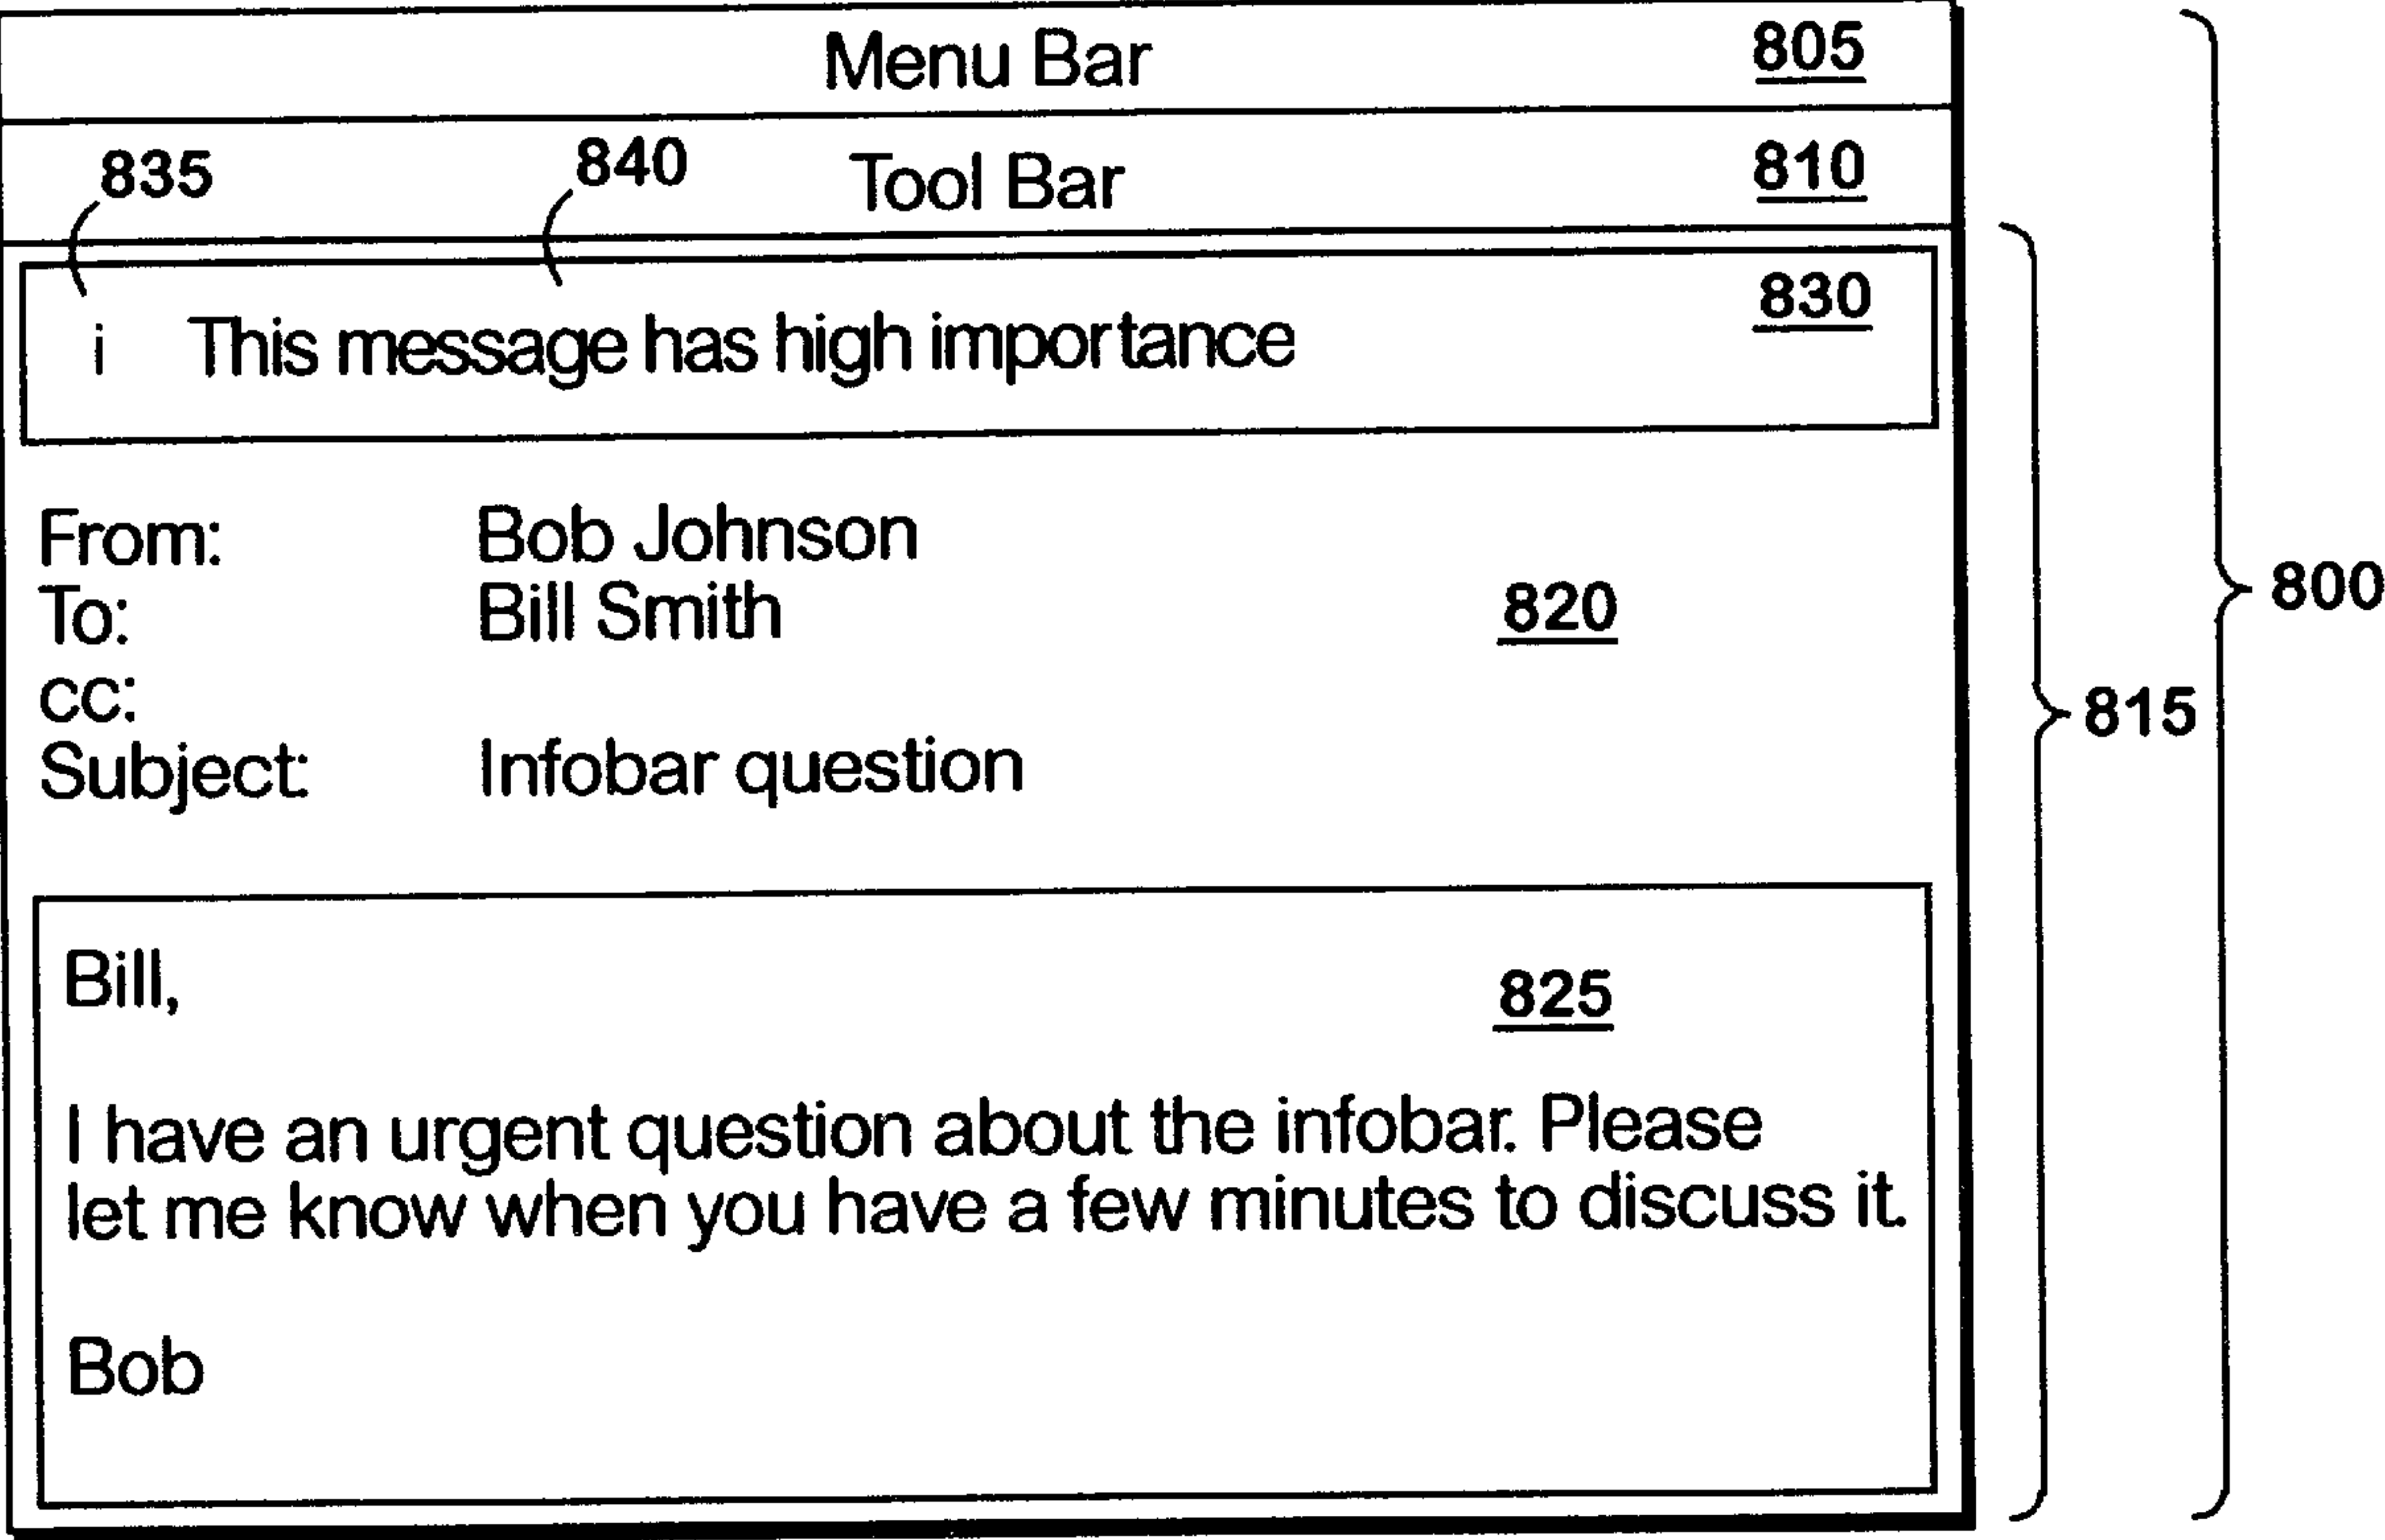 Menu Bar 805
835 840 Tool Bar 810
830
i This message has high importance
From: Bob Johnson
To: Bill Smith 820
800
cc:
815
Subject: Infobar question
Bill,
825
I have an urgent question about the infobar. Please
let me know when you have a few minutes to discuss it.
Bob